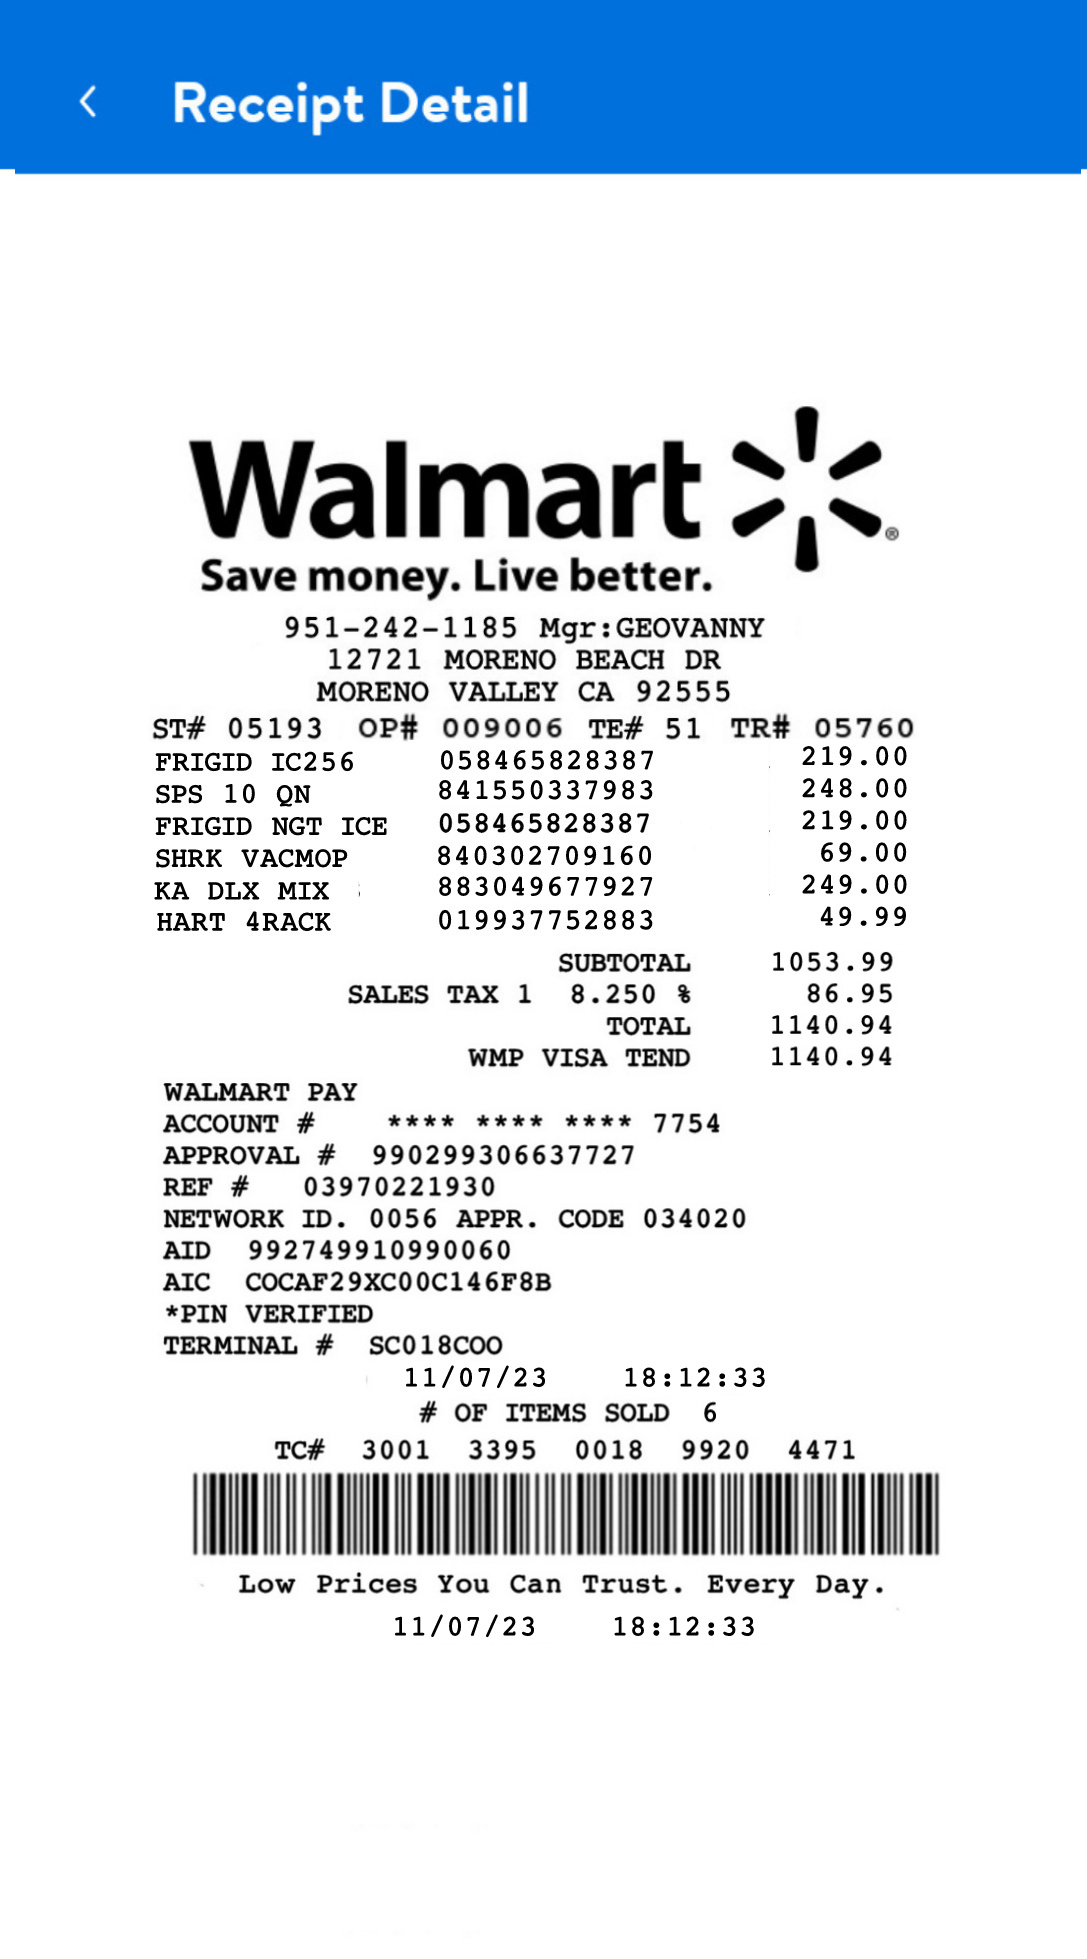 Receipt Detail
Walmart ®
Save money. Live better.
951-242-1185 Mgr:GEOVANNY
12721 MORENO BEACH DR
MORENO VALLEY CA 92555
ST# 05193 OP# 009006 TE# 51 TR# 05760
FRIGID IC256 058465828387 219.00
SPS 10 QN 841550337983 248.00
FRIGID NGT ICE 058465828387 219.00
SHRK VACMOP 840302709160 69.00
KA DLX MIX 883049677927 249.00
HART 4RACK 019937752883 49.99
SUBTOTAL 1053.99
SALES TAX 1 8.250 % 86.95
TOTAL 1140.94
WMP VISA TEND 1140.94
WALMART PAY
ACCOUNT # **** **** **** 7754
APPROVAL # 990299306637727
REF # 03970221930
NETWORK ID. 0056 APPR. CODE 034020
AID 992749910990060
AIC COCAF29XC00C146F8B
*PIN VERIFIED
TERMINAL # SC018COO
11/07/23 18:12:33
# OF ITEMS SOLD 6
TC# 3001 3395 0018 9920 4471
Low Prices You Can Trust. Every Day.
11/07/23 18:12:33